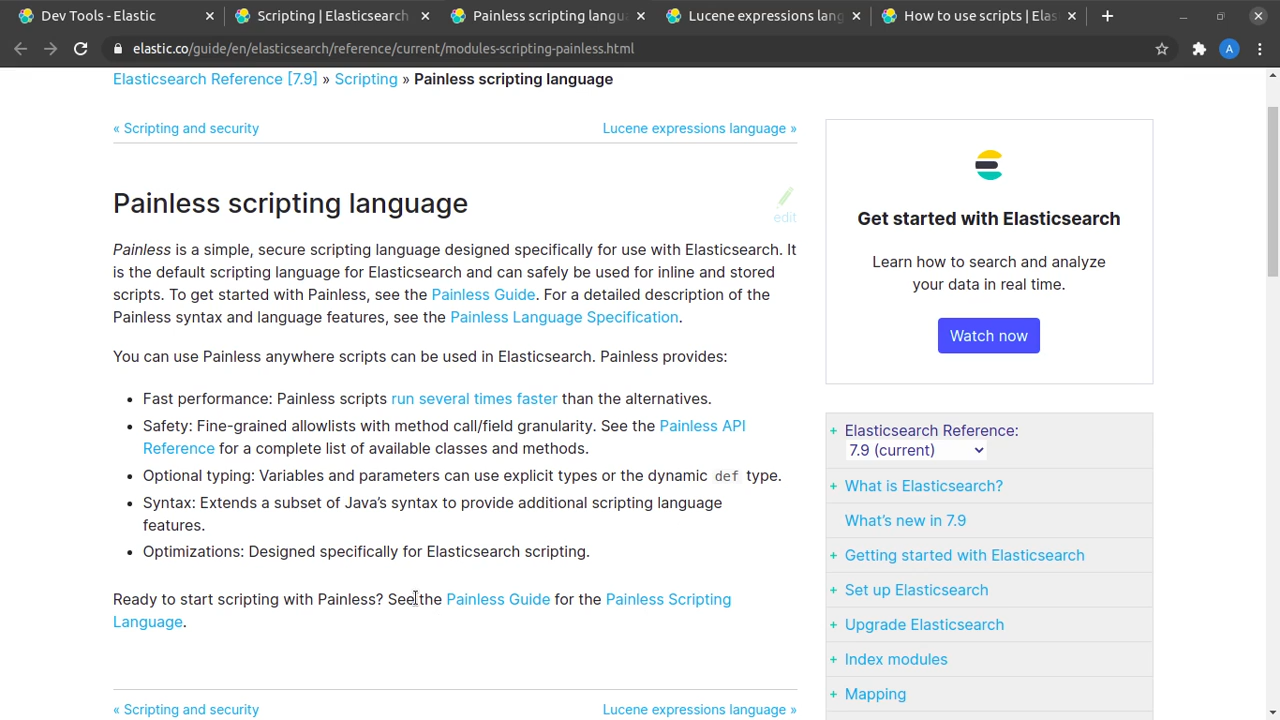 Dev Tools - Elastic
Scripting | Elasticsearch
Painless scripting langu
Lucene expressions lang
How to use scripts | Elas
elastic.co/guide/en/elasticsearch/reference/current/modules-scripting-painless.html
A
Elasticsearch Reference [7.9] » Scripting » Painless scripting language
« Scripting and security
Lucene expressions language »
Painless scripting language
edit
Painless is a simple, secure scripting language designed specifically for use with Elasticsearch. It
is the default scripting language for Elasticsearch and can safely be used for inline and stored
scripts. To get started with Painless, see the Painless Guide. For a detailed description of the
Painless syntax and language features, see the Painless Language Specification.
You can use Painless anywhere scripts can be used in Elasticsearch. Painless provides:
• Fast performance: Painless scripts run several times faster than the alternatives.
• Safety: Fine-grained allowlists with method call/field granularity. See the Painless API
Reference for a complete list of available classes and methods.
• Optional typing: Variables and parameters can use explicit types or the dynamic def type.
• Syntax: Extends a subset of Java's syntax to provide additional scripting language
features.
• Optimizations: Designed specifically for Elasticsearch scripting.
Ready to start scripting with Painless? See the Painless Guide for the Painless Scripting
Language.
« Scripting and security
Lucene expressions language »
Get started with Elasticsearch
Learn how to search and analyze
your data in real time.
Watch now
+ Elasticsearch Reference:
7.9 (current)
+ What is Elasticsearch?
What's new in 7.9
+ Getting started with Elasticsearch
+ Set up Elasticsearch
+ Upgrade Elasticsearch
+ Index modules
+ Mapping